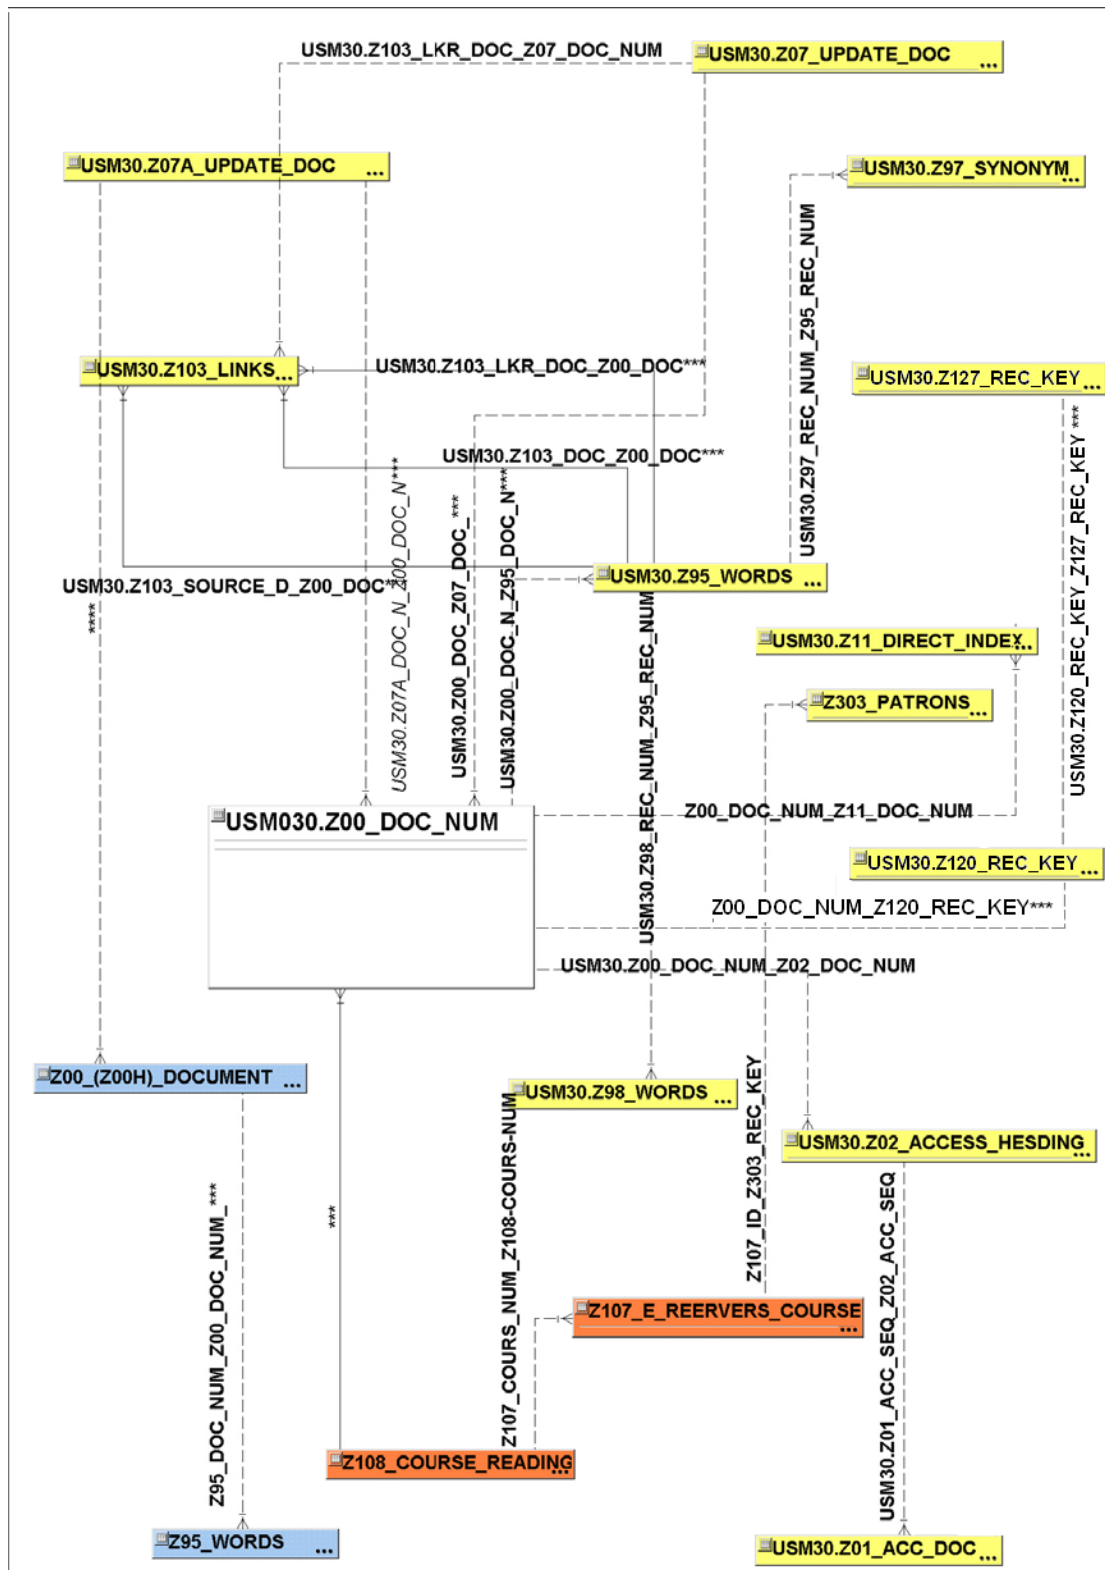 USM30.Z103_LKR_DOC_Z07_DOC_NUM
USM30.Z07_UPDATE_DOC ...
USM30.Z07A_UPDATE_DOC ...
USM30.Z97_SYNONYM ...
USM30.Z97_REC_NUM_Z95_REC_NUM
USM30.Z103_LINKS ...
USM30.Z103_LKR_DOC_Z00_DOC***
USM30.Z127_REC_KEY ...
USM30.Z120_REC_KEY_Z127_REC_KEY ***
USM30.Z103_DOC_Z00_DOC***
USM30.Z07A_DOC_N_Z00_DOC_N***
USM30.Z00_DOC_Z07_DOC_***
USM30.Z00_DOC_N_Z95_DOC_N***
USM30.Z95_WORDS ...
USM30.Z103_SOURCE_D_Z00_DOC***
****
USM30.Z98_REC_NUM_Z95_REC_NUM
USM30.Z11_DIRECT_INDEX...
Z303_PATRONS ...
USM030.Z00_DOC_NUM
Z00_DOC_NUM_Z11_DOC_NUM
USM30.Z120_REC_KEY ...
Z00_DOC_NUM_Z120_REC_KEY***
USM30.Z00_DOC_NUM_Z02_DOC_NUM
Z00_(Z00H)_DOCUMENT ...
USM30.Z98_WORDS ...
Z107_ID_Z303_REC_KEY
USM30.Z02_ACCESS_HESDING ...
Z95_DOC_NUM_Z00_DOC_NUM_***
***
Z107_COURS_NUM_Z108-COURS-NUM
USM30.Z01_ACC_SEQ_Z02_ACC_SEQ
Z107_E_REERVERS_COURSE ...
Z108_COURSE_READING ...
Z95_WORDS ...
USM30.Z01_ACC_DOC ...